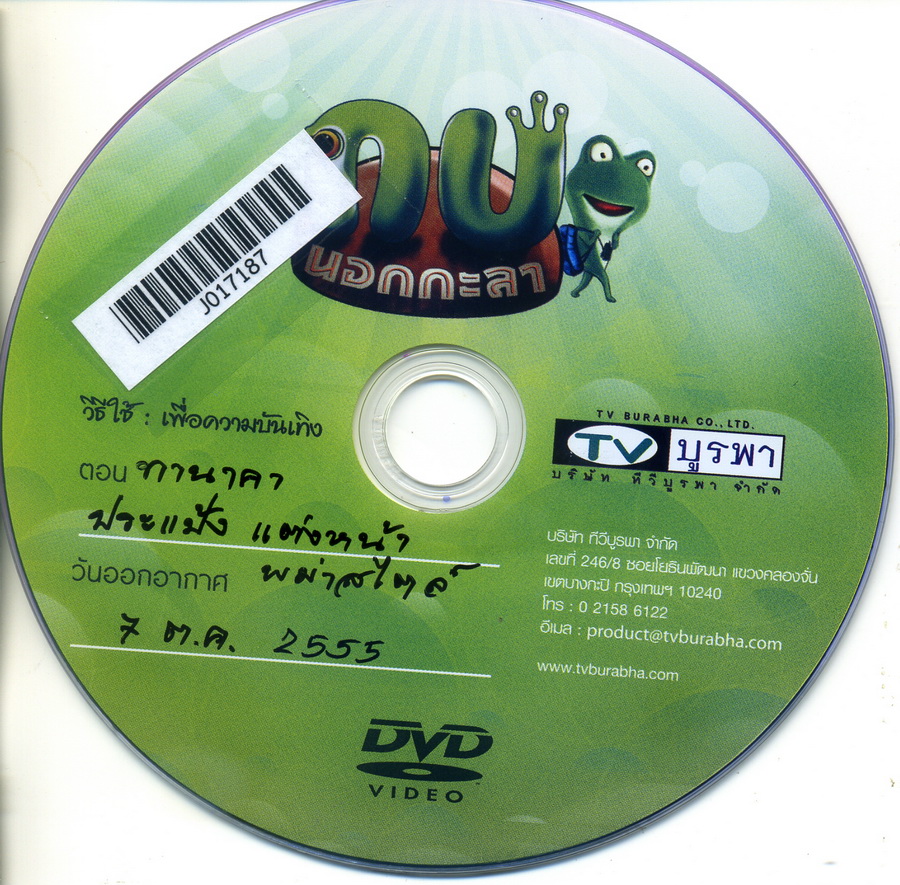 กบ
นอกกะลา
J017187
วิธีใช้ : เพื่อความบันเทิง
ตอน ทานาคา
ประแป้ง แต่งหน้า
พม่าสไตล์
วันออกอากาศ
7 ต.ค. 2555
TV BURABHA CO., LTD.
TV บูรพา
บริษัท ทีวีบูรพา จำกัด
บริษัท ทีวีบูรพา จำกัด
เลขที่ 246/8 ซอยโยธินพัฒนา แขวงคลองจั่น
เขตบางกะปิ กรุงเทพฯ 10240
โทร : 0 2158 6122
อีเมล : product@tvburabha.com
www.tvburabha.com
DVD
VIDEO